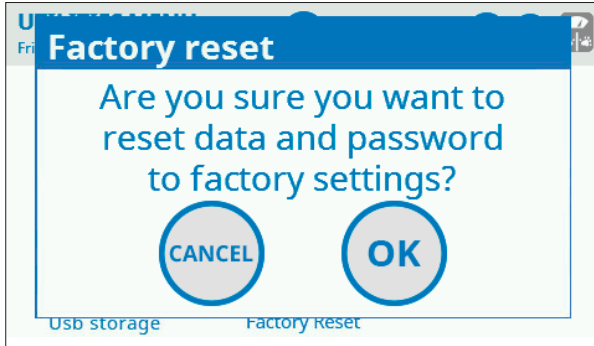 Factory reset
Are you sure you want to
reset data and password
to factory settings?
CANCEL
OK
Usb storage
Factory Reset